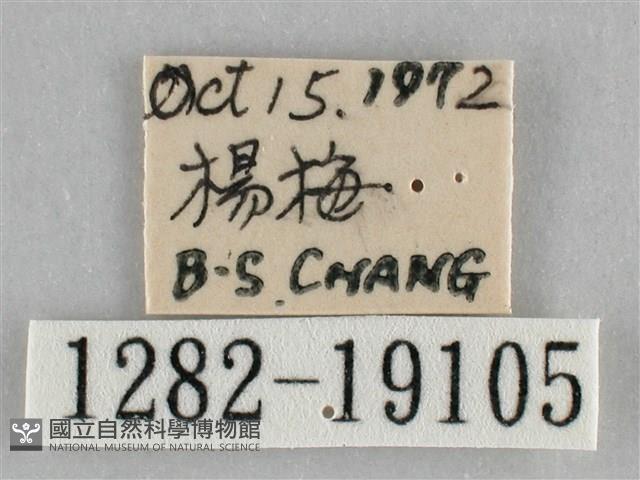 Oct 15. 1972
楊梅
B-S. CHANG
1282-19105
國立自然科學博物館
NATIONAL MUSEUM OF NATURAL SCIENCE